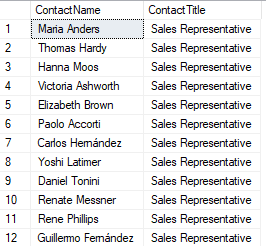 ContactName ContactTitle
1 Maria Anders Sales Representative
2 Thomas Hardy Sales Representative
3 Hanna Moos Sales Representative
4 Victoria Ashworth Sales Representative
5 Elizabeth Brown Sales Representative
6 Paolo Accorti Sales Representative
7 Carlos Hernández Sales Representative
8 Yoshi Latimer Sales Representative
9 Daniel Tonini Sales Representative
10 Renate Messner Sales Representative
11 Rene Phillips Sales Representative
12 Guillermo Fernández Sales Representative